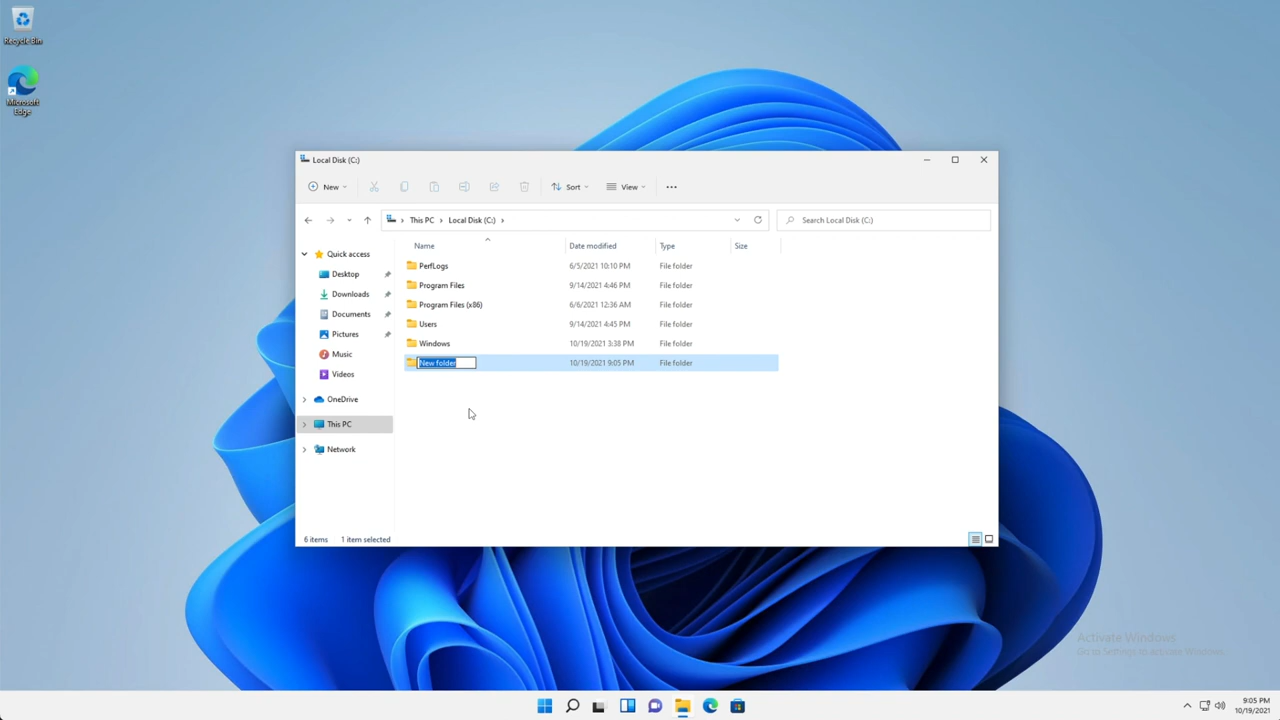 Recycle Bin
Microsoft
Edge
Local Disk (C:)
New
Sort
View
This PC
Local Disk (C:)
Search Local Disk (C:)
Name
Date modified
Type
Size
Quick access
Desktop
Downloads
Documents
Pictures
Music
Videos
OneDrive
This PC
Network
PerfLogs 6/5/2021 10:10 PM File folder
Program Files 9/14/2021 4:46 PM File folder
Program Files (x86) 6/6/2021 12:36 AM File folder
Users 9/14/2021 4:45 PM File folder
Windows 10/19/2021 3:38 PM File folder
New folder 10/19/2021 9:05 PM File folder
6 items 1 item selected
Activate Windows
Go to Settings to activate Windows.
9:05 PM
10/19/2021